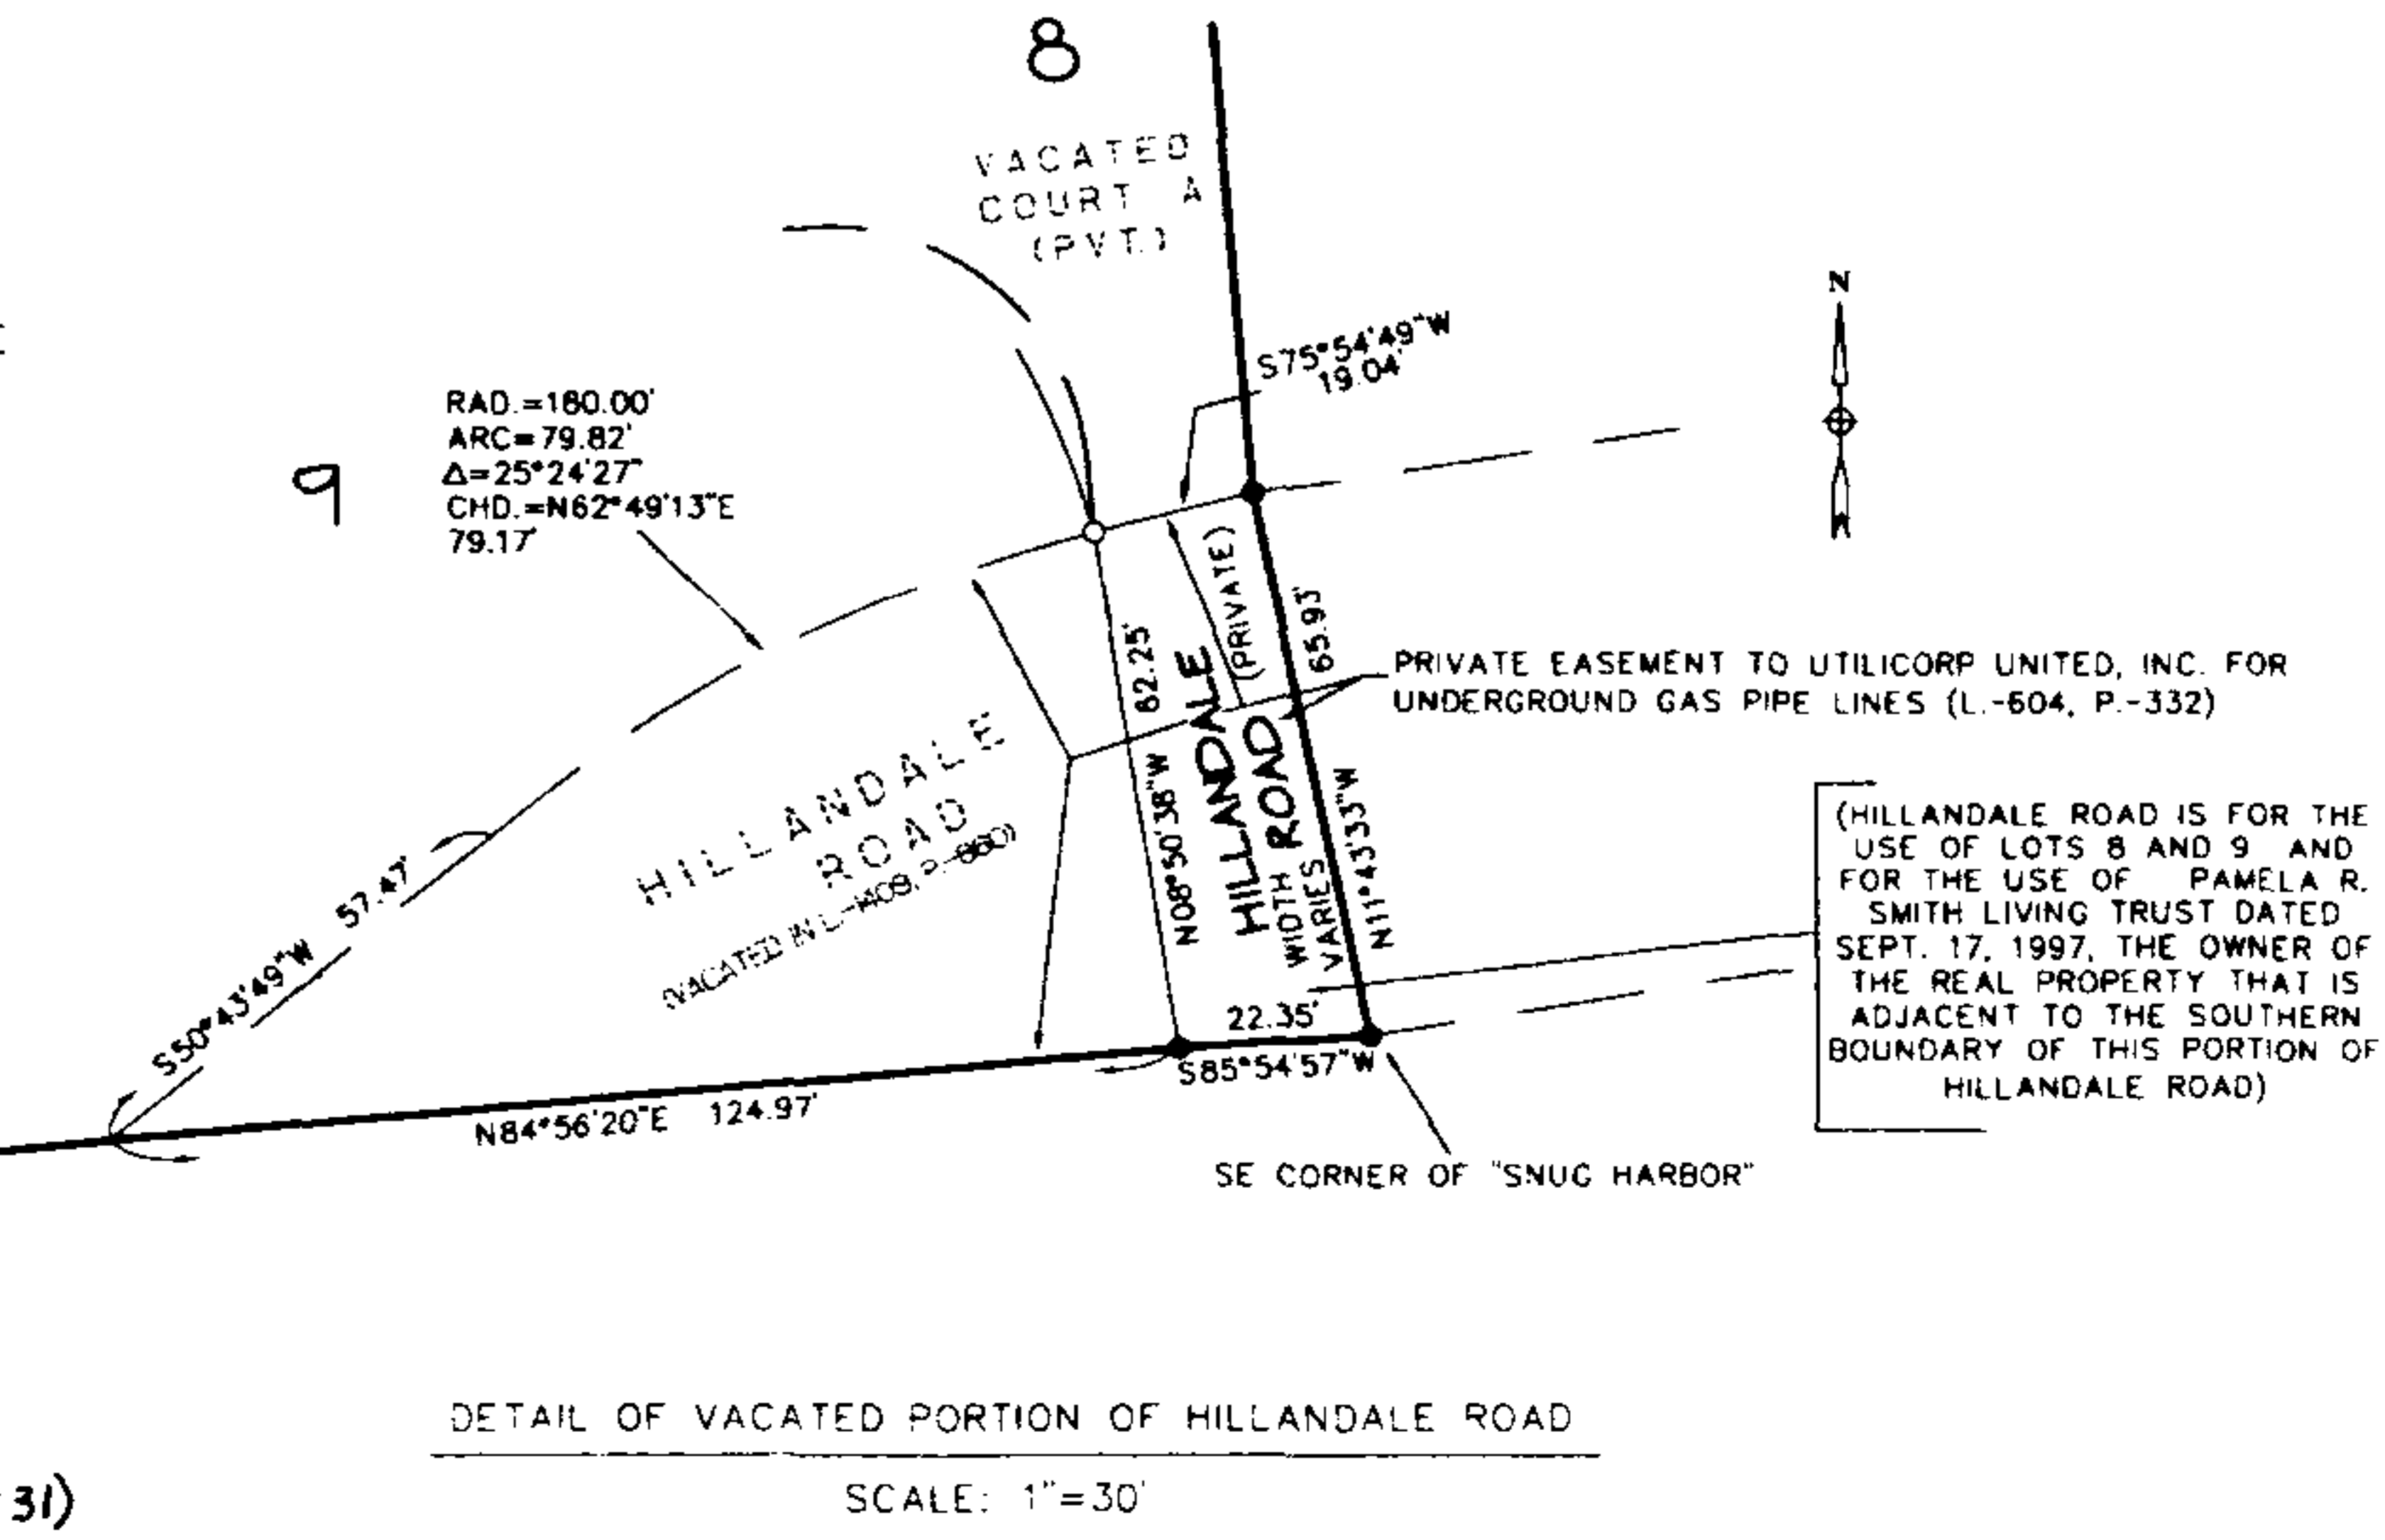 8
VACATED
COURT A
(PVT.)
N
S75°54'49"W
19.04'
RAD.=180.00'
ARC=79.82'
Δ=25°24'27"
CHD.=N62°49'13"E
79.17'
9
(PRIVATE)
65.93'
N11°43'33"W
62.25'
N08°50'38"W
HILLANDALE
ROAD
WIDTH
VARIES
PRIVATE EASEMENT TO UTILICORP UNITED, INC. FOR
UNDERGROUND GAS PIPE LINES (L.-604, P.-332)
HILLANDALE
ROAD
(VACATED IN
(HILLANDALE ROAD IS FOR THE
USE OF LOTS 8 AND 9 AND
FOR THE USE OF PAMELA R.
SMITH LIVING TRUST DATED
SEPT. 17, 1997, THE OWNER OF
THE REAL PROPERTY THAT IS
ADJACENT TO THE SOUTHERN
BOUNDARY OF THIS PORTION OF
HILLANDALE ROAD)
S50°43'49"W 57.47'
22.35'
S85°54'57"W
N84°56'20"E 124.97'
SE CORNER OF "SNUG HARBOR"
DETAIL OF VACATED PORTION OF HILLANDALE ROAD
SCALE: 1"=30'
31)